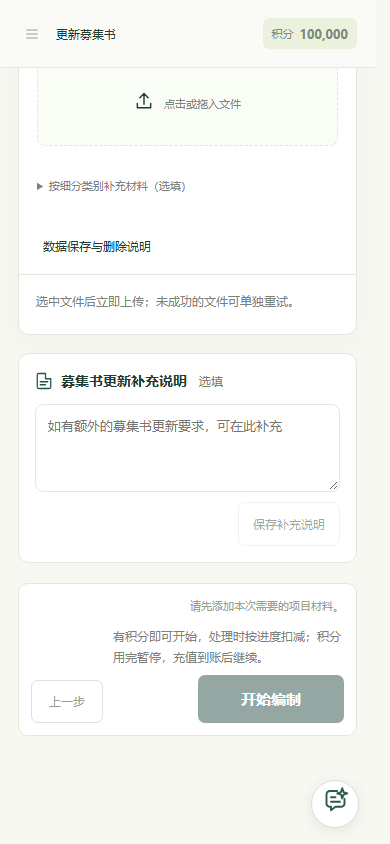 更新募集书
积分 100,000
点击或拖入文件
按细分类别补充材料（选填）
数据保存与删除说明
选中文件后立即上传；未成功的文件可单独重试。
募集书更新补充说明 选填
如有额外的募集书更新要求，可在此补充
保存补充说明
请先添加本次需要的项目材料。
有积分即可开始，处理时按进度扣减；积分
用完暂停，充值到账后继续。
上一步
开始编制